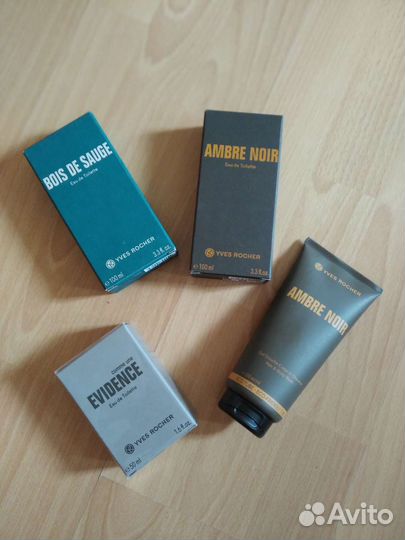 BOIS DE SAUGE
Eau de Toilette
YVES ROCHER
e 100 ml
3.3 fl.oz.
AMBRE NOIR
Eau de Toilette
YVES ROCHER
e 100 ml
3.3 fl.oz.
YVES ROCHER
AMBRE NOIR
comme une
EVIDENCE
Eau de Toilette
YVES ROCHER
e 50 ml
1.6 fl.oz.
Avito